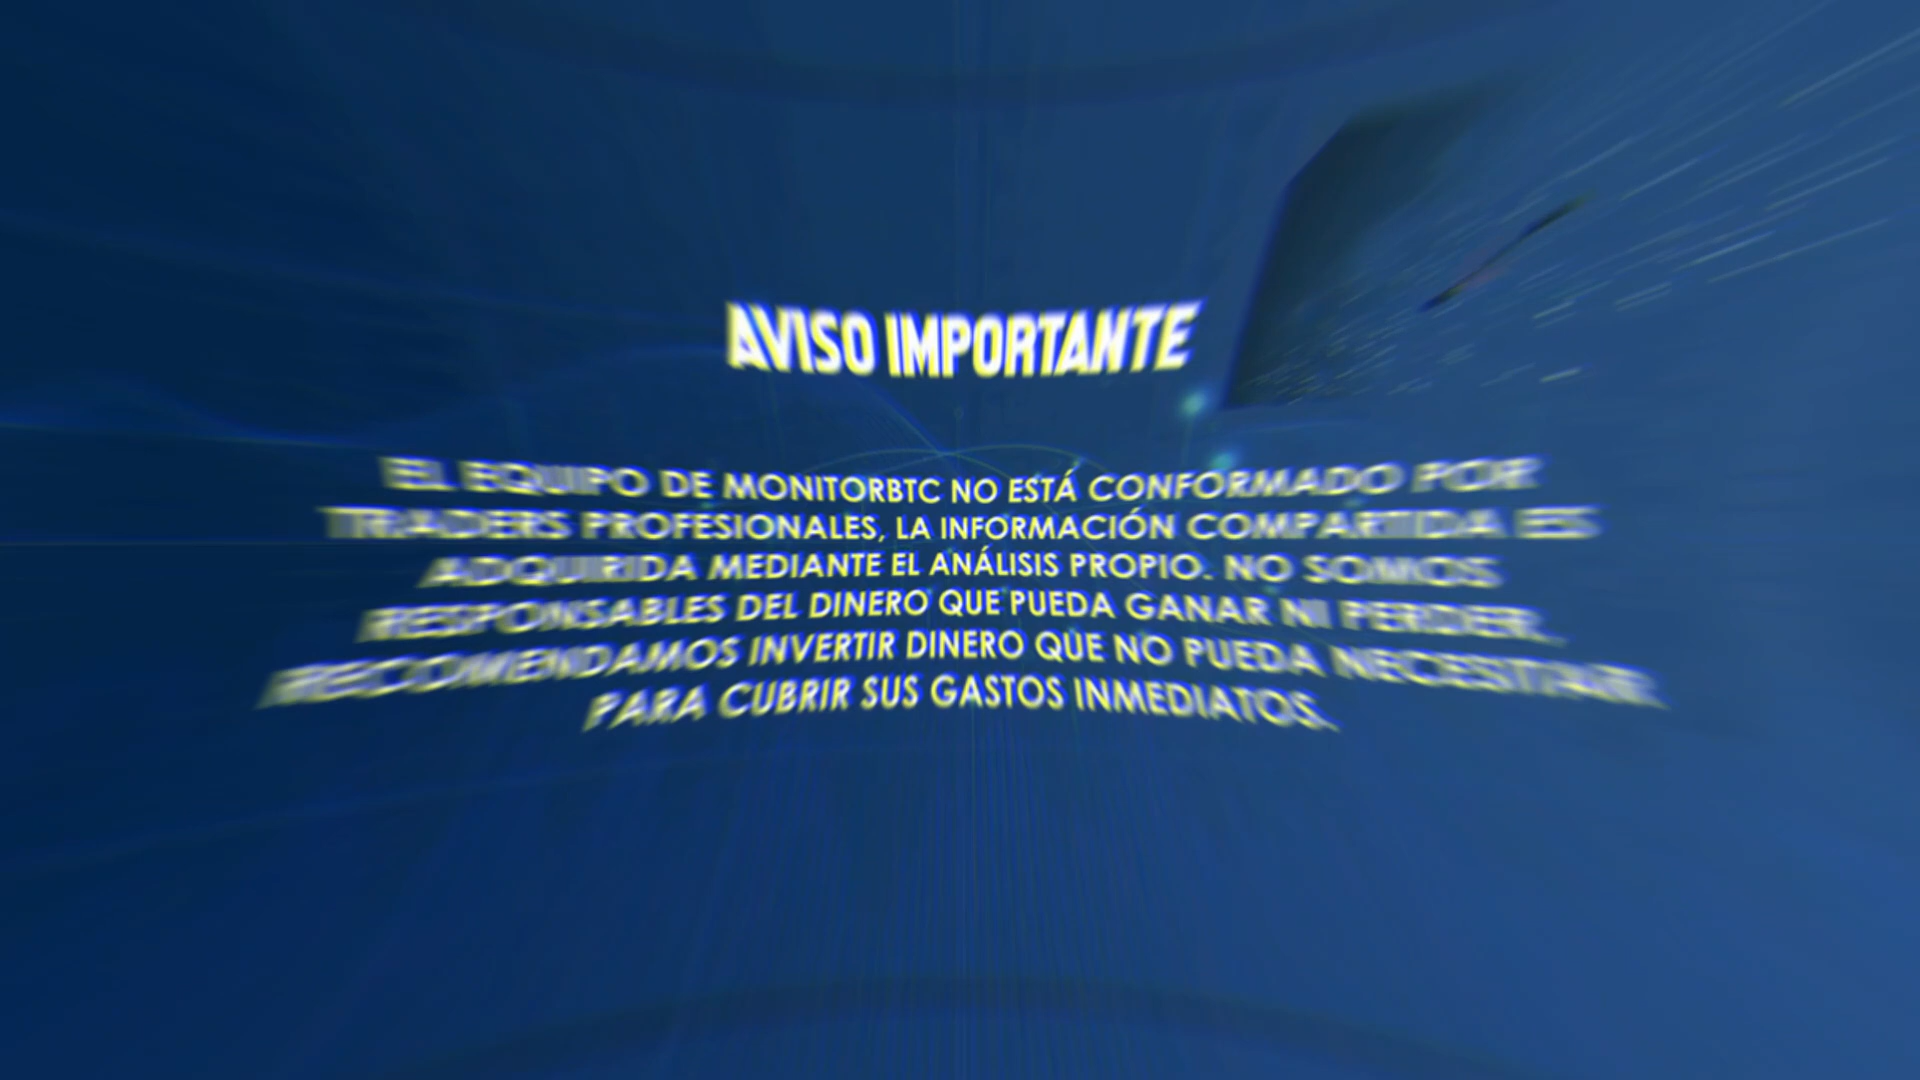 AVISO IMPORTANTE
EL EQUIPO DE MONITORBTC NO ESTÁ CONFORMADO POR
TRADERS PROFESIONALES, LA INFORMACIÓN COMPARTIDA ES
ADQUIRIDA MEDIANTE EL ANÁLISIS PROPIO. NO SOMOS
RESPONSABLES DEL DINERO QUE PUEDA GANAR NI PERDER.
RECOMENDAMOS INVERTIR DINERO QUE NO PUEDA NECESITAR
PARA CUBRIR SUS GASTOS INMEDIATOS.